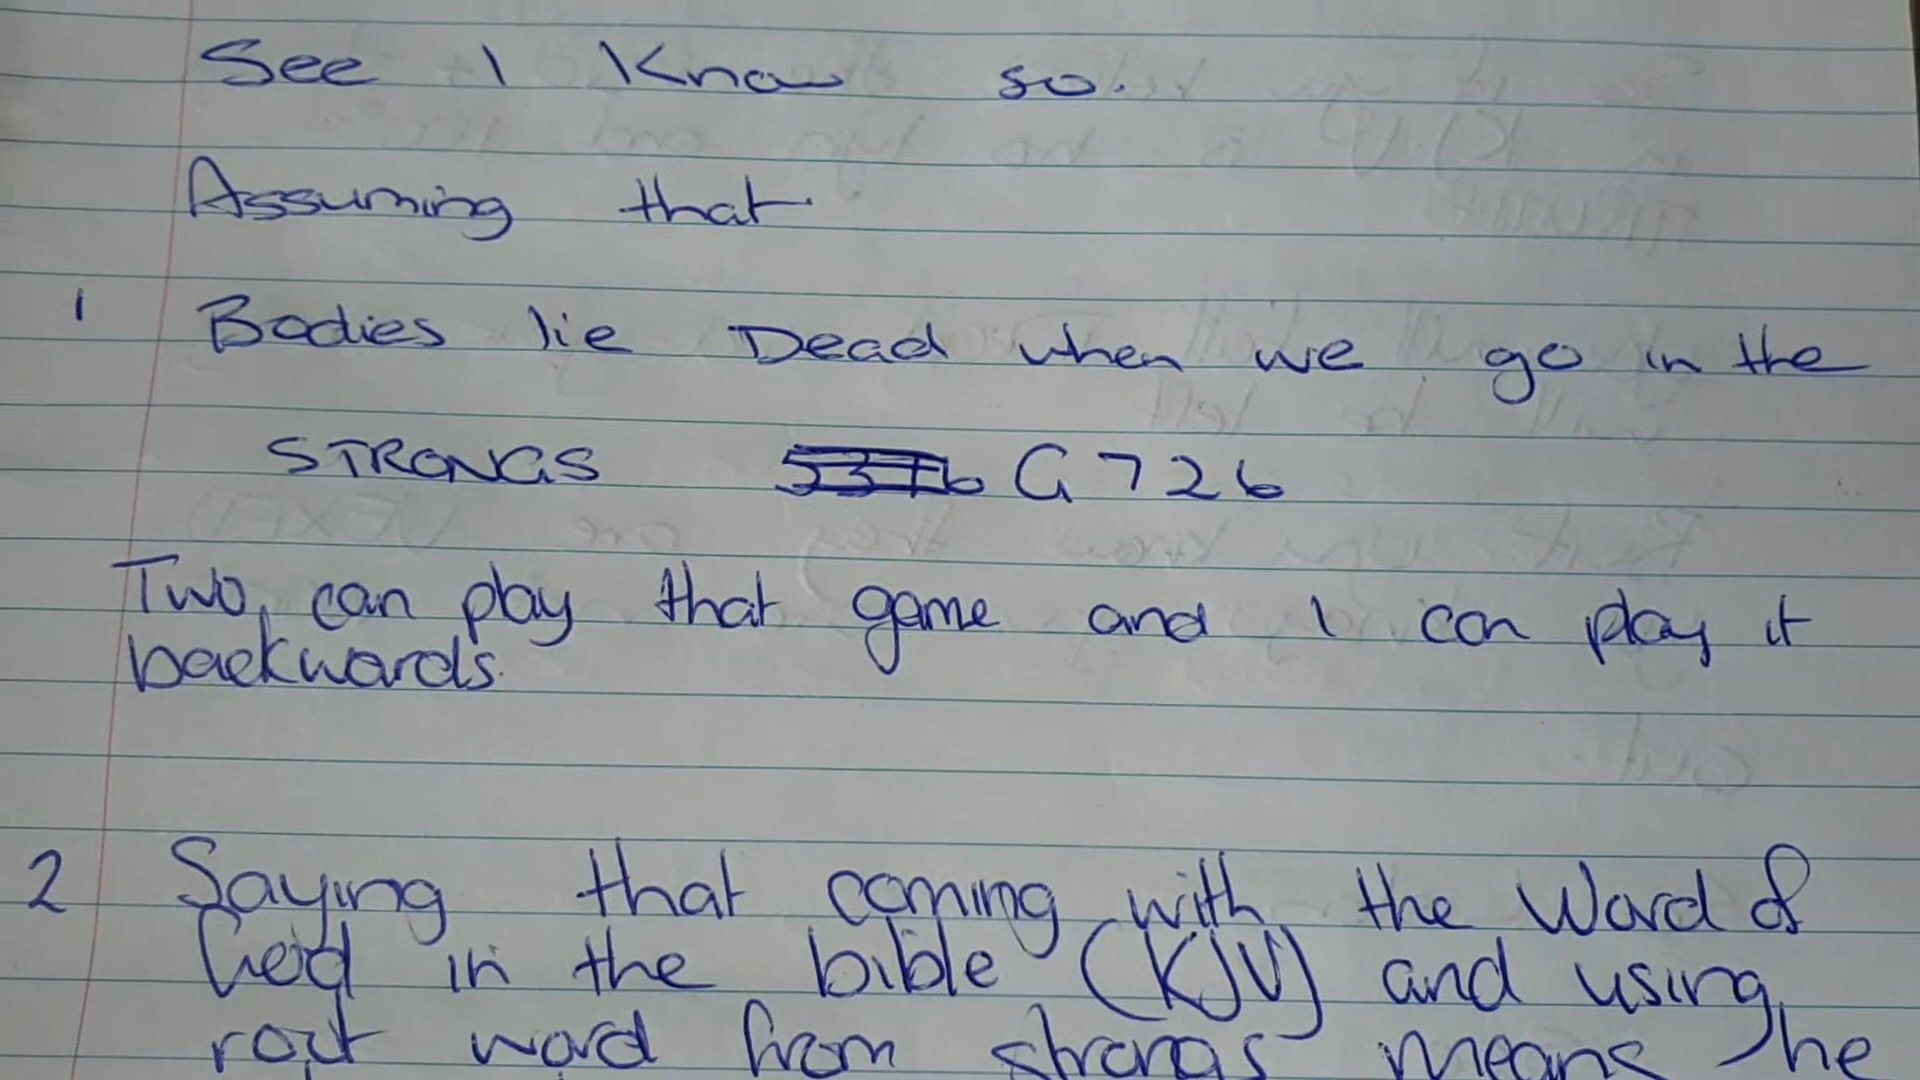 See I Know so.
Assuming that
1 Bodies lie Dead when we go in the
STRONGS G726
Two, can play that game and I can play it
backwards.
2 Saying that coming with the Word of
God in the bible (KJV) and using
root word from strongs means he